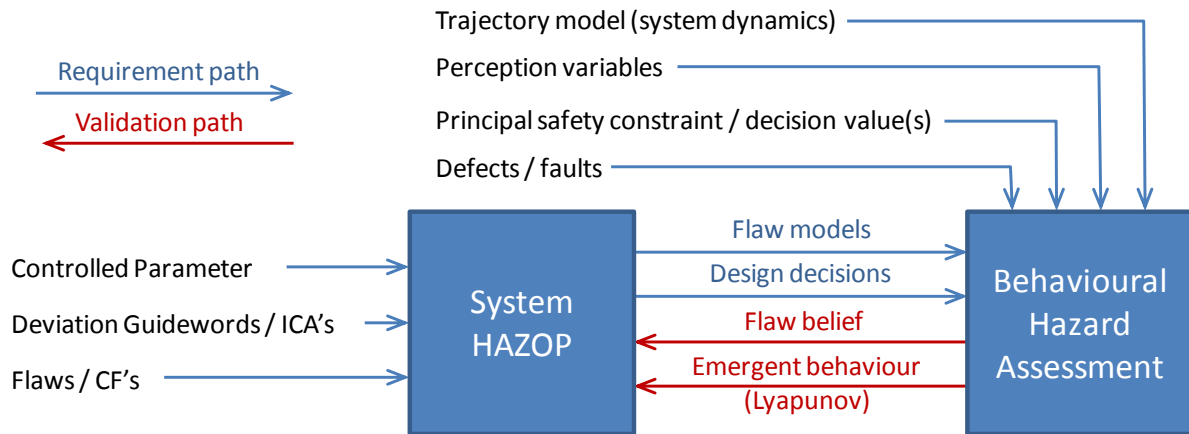 Trajectory model (system dynamics)
Requirement path
Perception variables
Validation path
Principal safety constraint / decision value(s)
Defects / faults
Controlled Parameter
Deviation Guidewords / ICA's
Flaws / CF's
System
HAZOP
Flaw models
Design decisions
Flaw belief
Emergent behaviour
(Lyapunov)
Behavioural
Hazard
Assessment